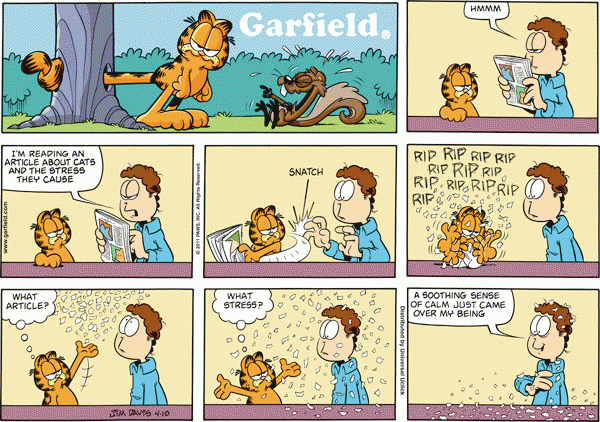 Garfield®
HMMM
I'M READING AN
ARTICLE ABOUT CATS
AND THE STRESS
THEY CAUSE
www.garfield.com
© 2011 PAWS, INC. All Rights Reserved.
SNATCH
RIP RIP RIP RIP
RIP RIP RIP
RIP RIP RIP RIP
RIP
WHAT
ARTICLE?
JIM DAVIS 4-10
WHAT
STRESS?
Distributed by Universal Uclick
A SOOTHING SENSE
OF CALM JUST CAME
OVER MY BEING